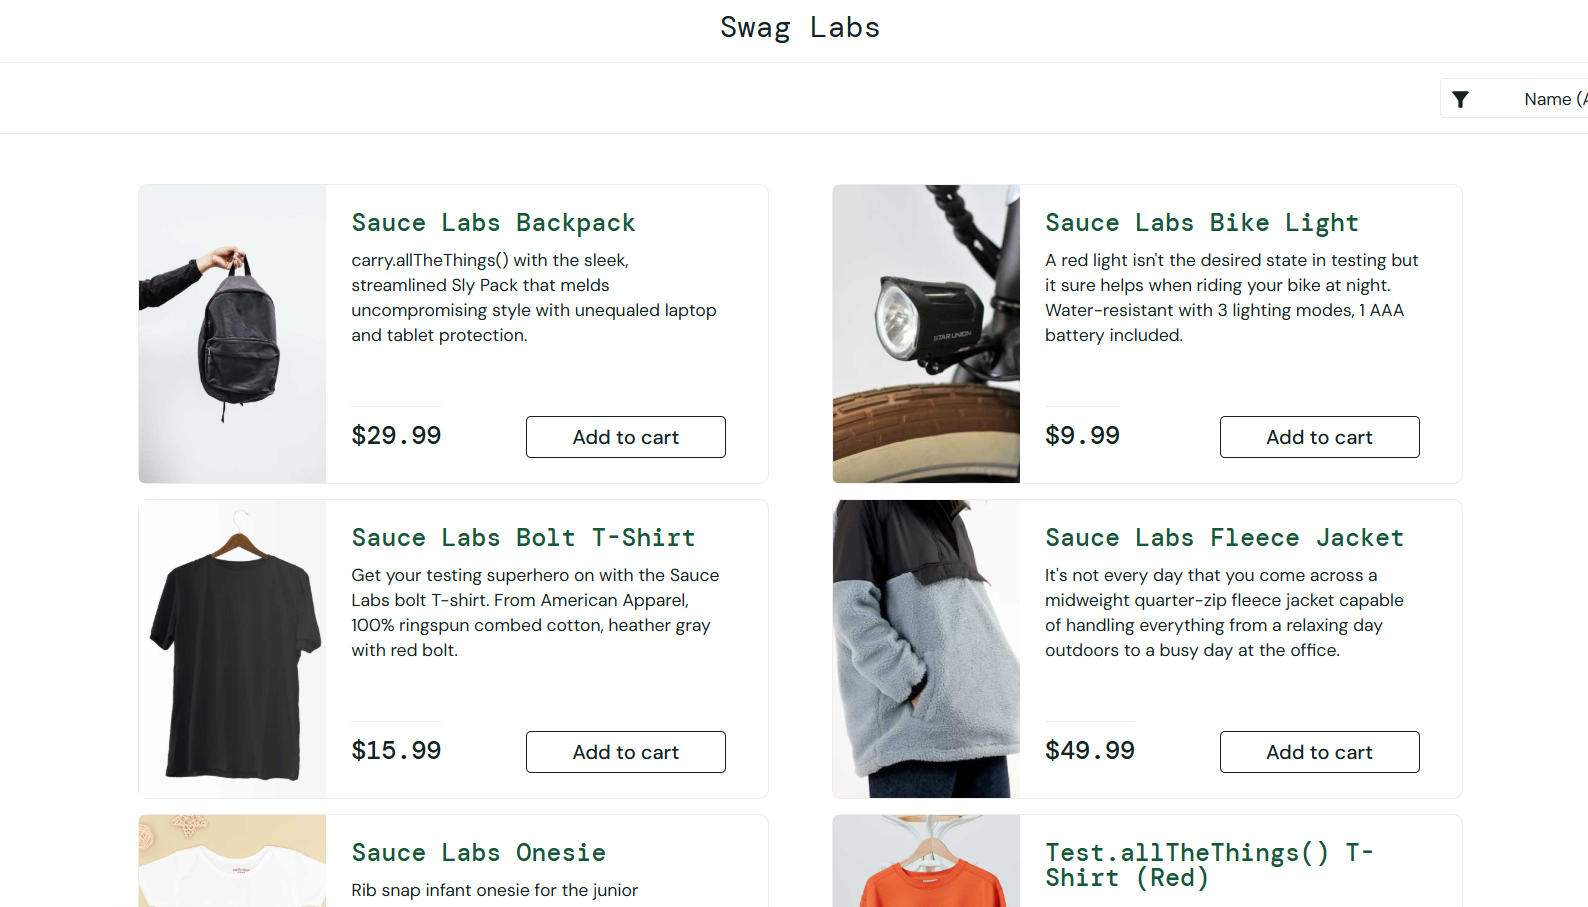 Swag Labs
Name (A
Sauce Labs Backpack
carry.allTheThings() with the sleek,
streamlined Sly Pack that melds
uncompromising style with unequaled laptop
and tablet protection.
$29.99
Add to cart
Sauce Labs Bike Light
A red light isn't the desired state in testing but
it sure helps when riding your bike at night.
Water-resistant with 3 lighting modes, 1 AAA
battery included.
STAR UNION
$9.99
Add to cart
Sauce Labs Bolt T-Shirt
Get your testing superhero on with the Sauce
Labs bolt T-shirt. From American Apparel,
100% ringspun combed cotton, heather gray
with red bolt.
$15.99
Add to cart
Sauce Labs Fleece Jacket
It's not every day that you come across a
midweight quarter-zip fleece jacket capable
of handling everything from a relaxing day
outdoors to a busy day at the office.
$49.99
Add to cart
Sauce Labs Onesie
Rib snap infant onesie for the junior
Test.allTheThings() T-
Shirt (Red)